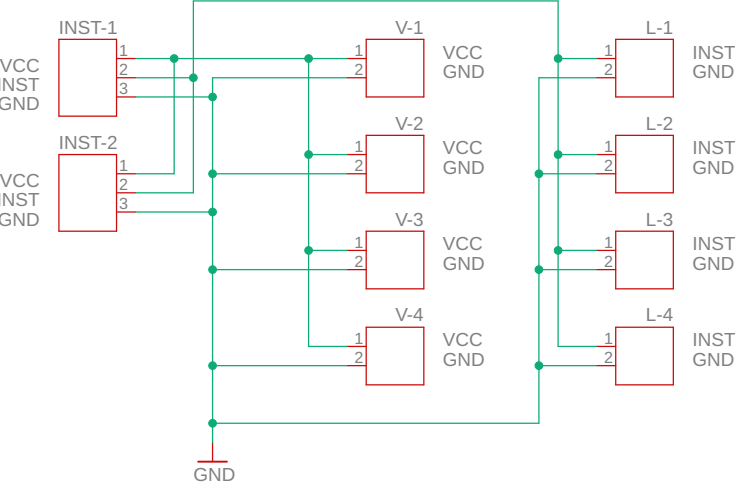 INST-1
VCC
INST
GND
1
2
3
INST-2
VCC
INST
GND
1
2
3
V-1
1
2
VCC
GND
V-2
1
2
VCC
GND
V-3
1
2
VCC
GND
V-4
1
2
VCC
GND
L-1
1
2
INST
GND
L-2
1
2
INST
GND
L-3
1
2
INST
GND
L-4
1
2
INST
GND
GND